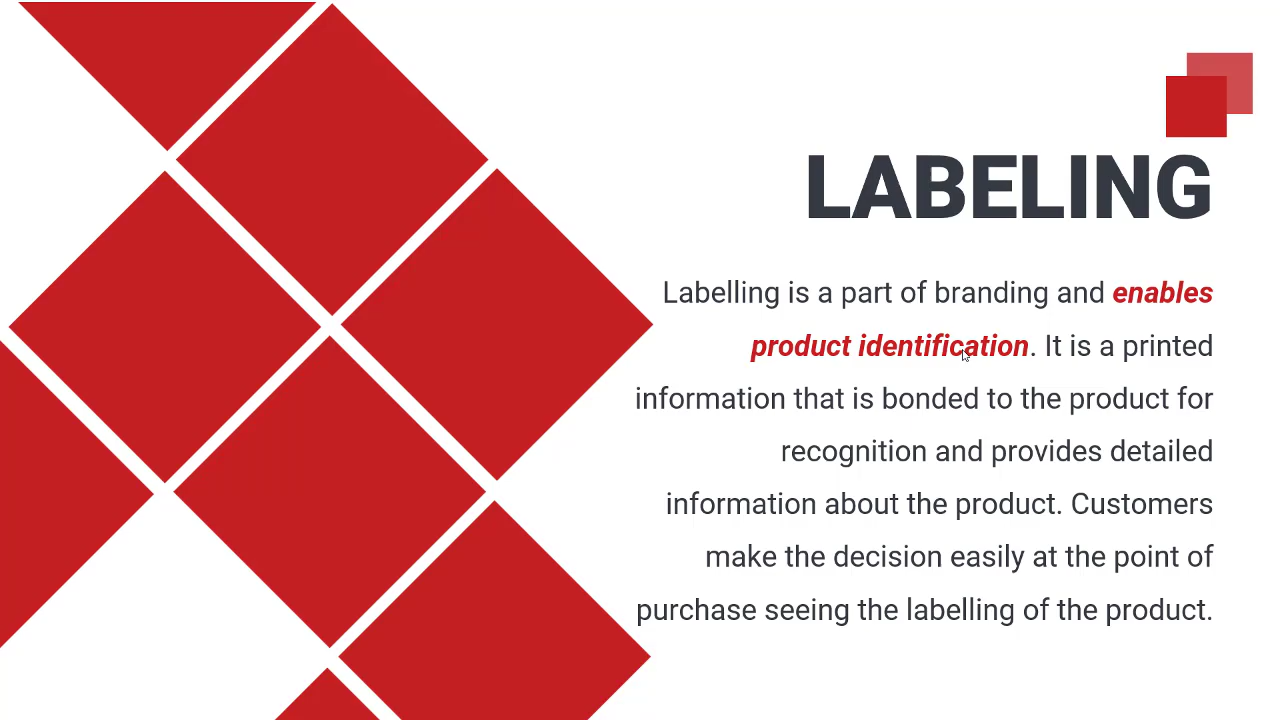 LABELING
Labelling is a part of branding and enables
product identification. It is a printed
information that is bonded to the product for
recognition and provides detailed
information about the product. Customers
make the decision easily at the point of
purchase seeing the labelling of the product.